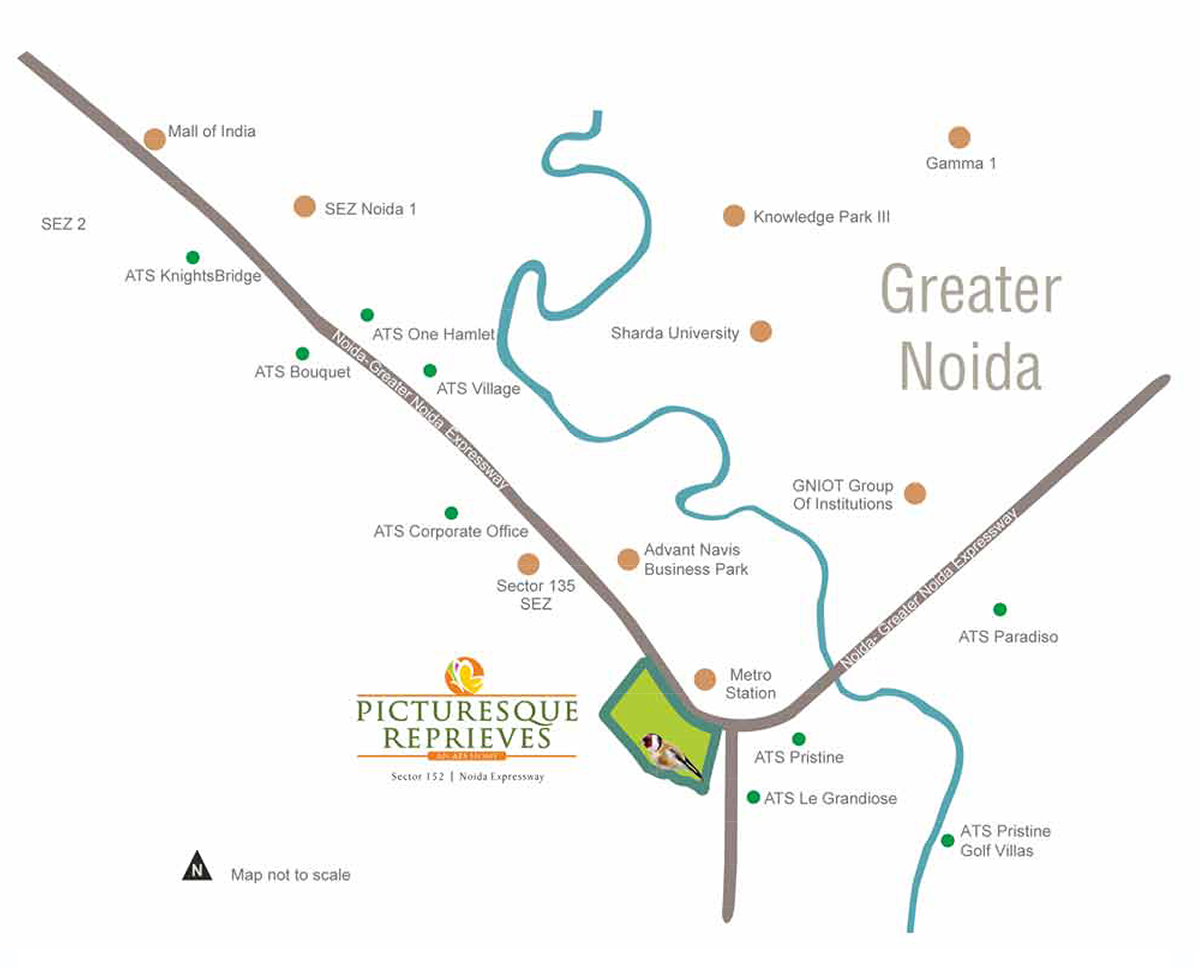 Mall of India
Gamma 1
SEZ Noida 1
Knowledge Park III
SEZ 2
ATS KnightsBridge
Greater
Noida
ATS One Hamlet
Sharda University
ATS Bouquet
ATS Village
Noida- Greater Noida Expressway
GNIOT Group
Of Institutions
ATS Corporate Office
Advant Navis
Business Park
Sector 135
SEZ
Noida- Greater Noida Expressway
ATS Paradiso
Metro
Station
PICTURESQUE
REPRIEVES
AN ATS HOMY
Sector 152 | Noida Expressway
ATS Pristine
ATS Le Grandiose
ATS Pristine
Golf Villas
N
Map not to scale